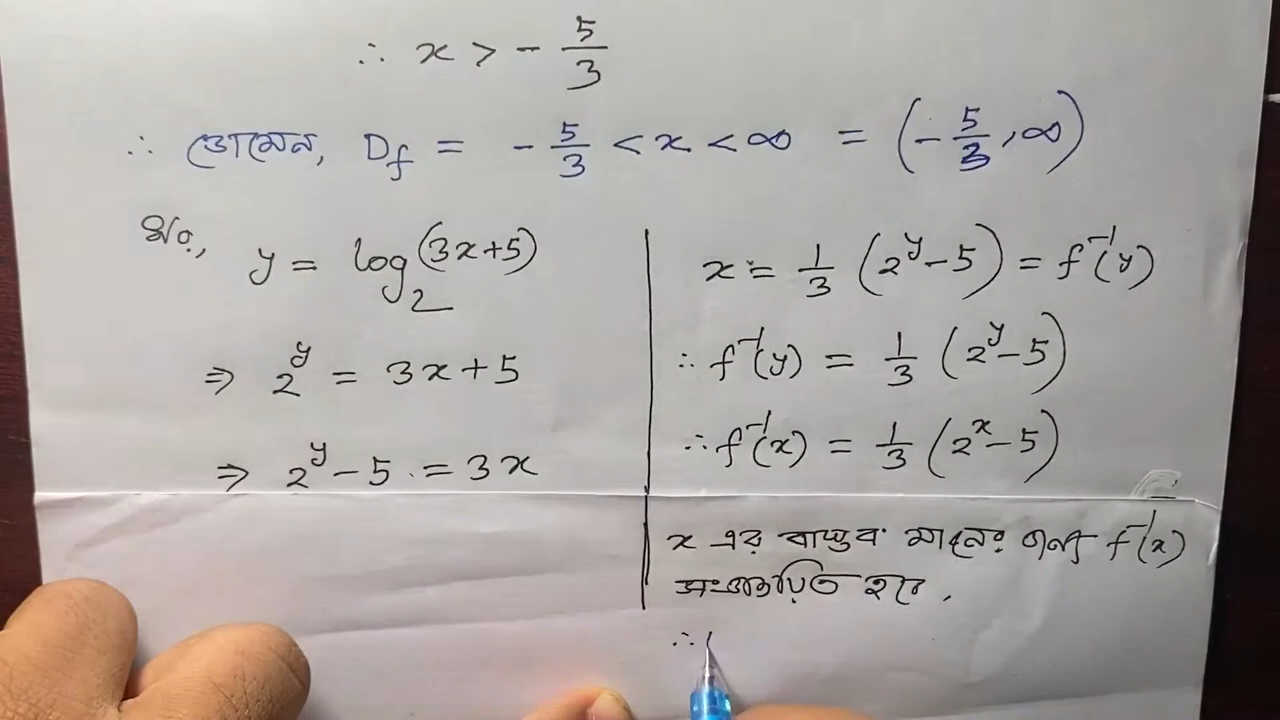 ∴ x > - 5/3
∴ ডোমেন, D_f = - 5/3 < x < ∞ = (- 5/3, ∞)
ধরি, y = log_2 (3x+5)
⇒ 2^y = 3x+5
⇒ 2^y - 5 = 3x
x = 1/3 (2^y - 5) = f^-1(y)
∴ f^-1(y) = 1/3 (2^y - 5)
∴ f^-1(x) = 1/3 (2^x - 5)
x এর বাস্তব মানের জন্য f^-1(x)
সংজ্ঞায়িত হবে,
∴